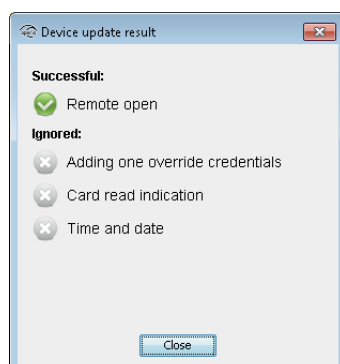 Device update result
Successful:
Remote open
Ignored:
Adding one override credentials
Card read indication
Time and date
Close